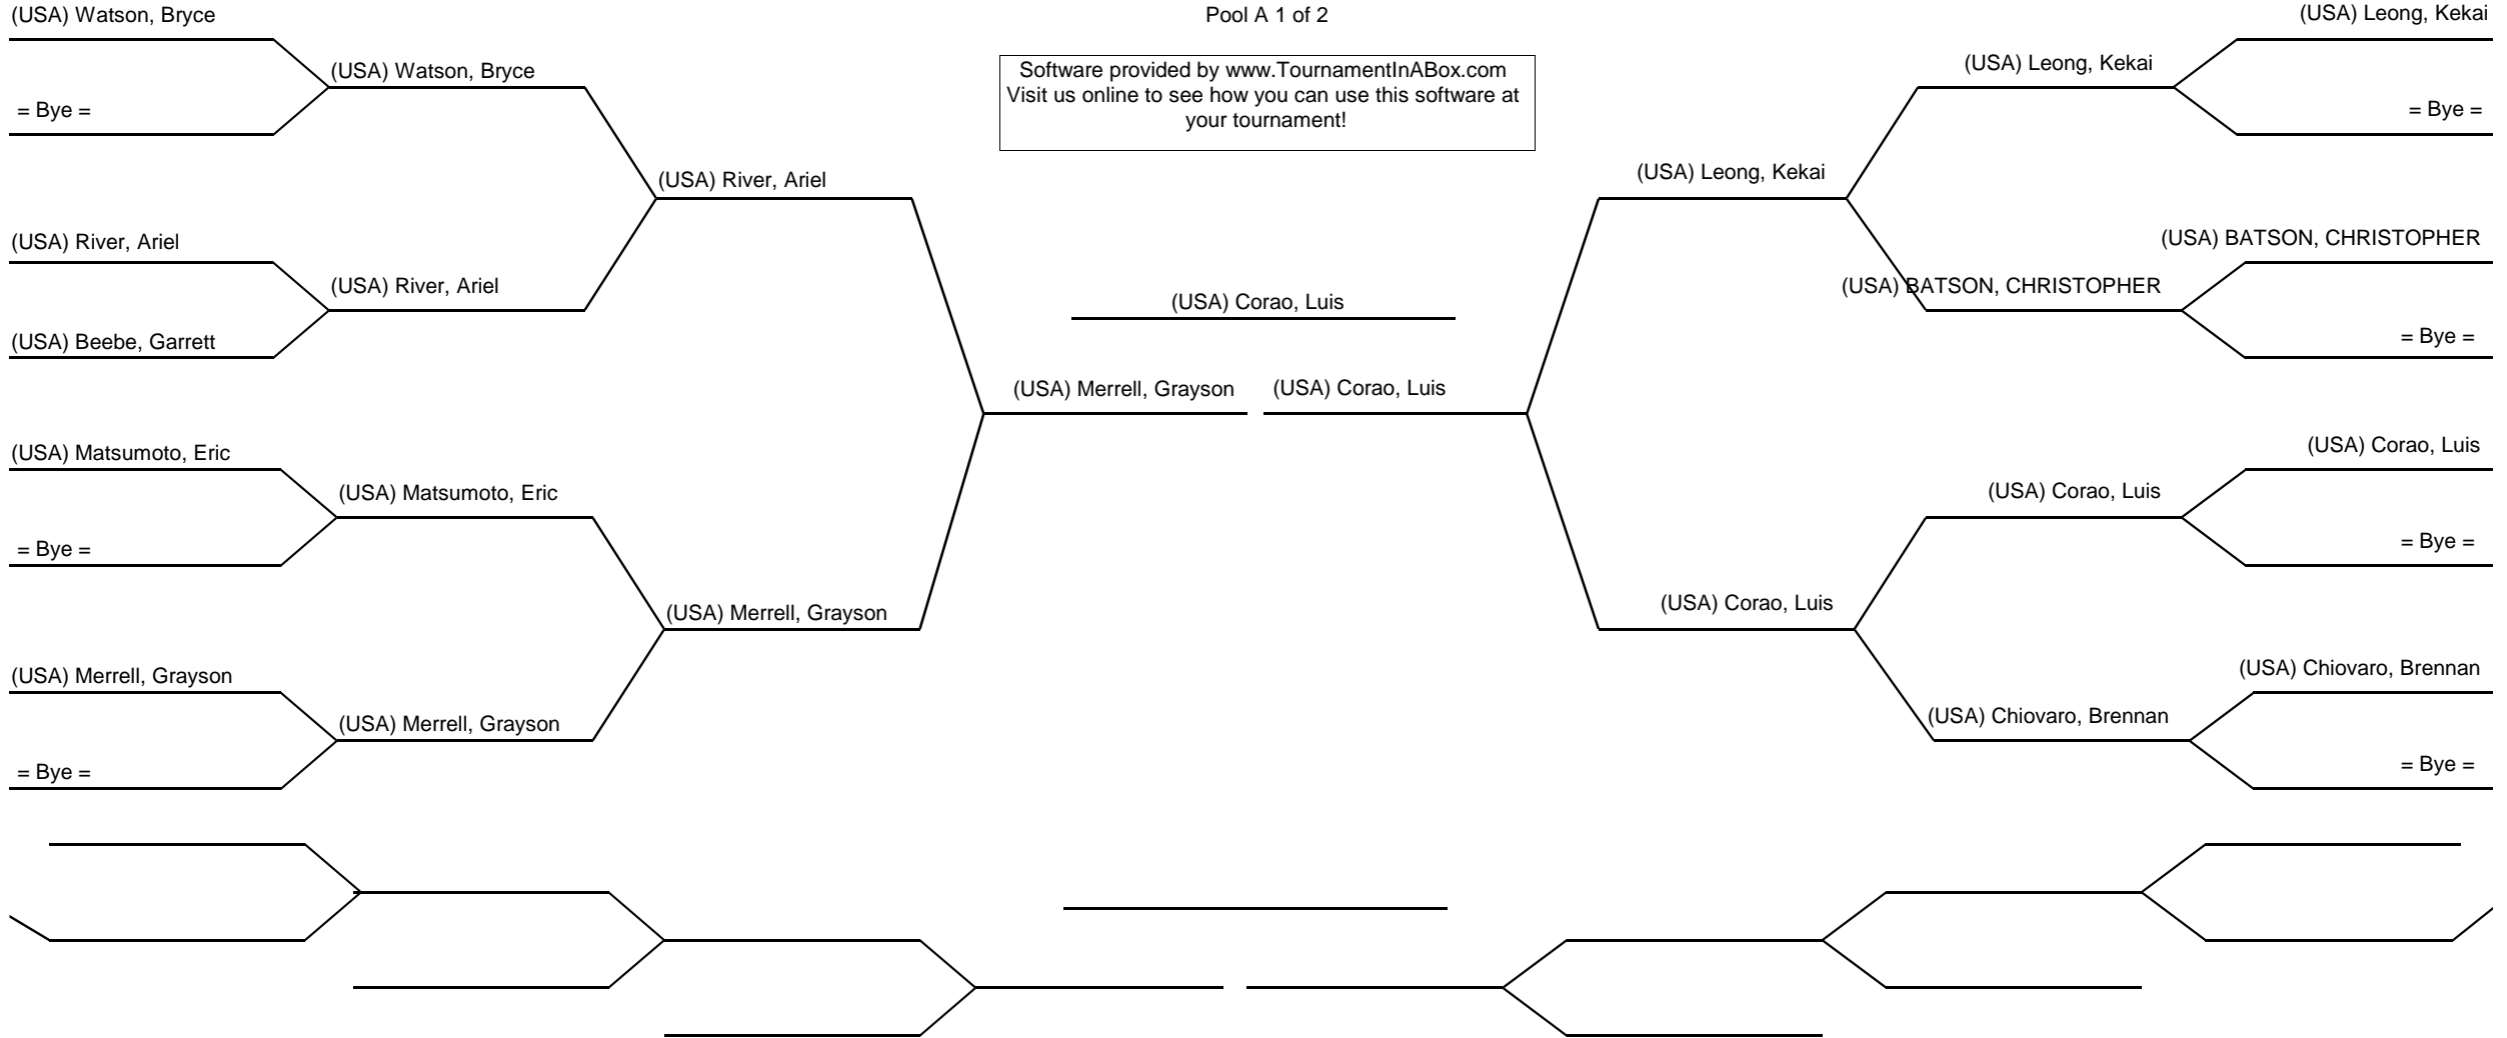 (USA) Watson, Bryce
Pool A 1 of 2
(USA) Leong, Kekai
Software provided by www.TournamentInABox.com
Visit us online to see how you can use this software at
your tournament!
(USA) Watson, Bryce
(USA) Leong, Kekai
= Bye =
= Bye =
(USA) River, Ariel
(USA) Leong, Kekai
(USA) River, Ariel
(USA) BATSON, CHRISTOPHER
(USA) River, Ariel
(USA) BATSON, CHRISTOPHER
(USA) Corao, Luis
(USA) Beebe, Garrett
= Bye =
(USA) Merrell, Grayson
(USA) Corao, Luis
(USA) Matsumoto, Eric
(USA) Corao, Luis
(USA) Matsumoto, Eric
(USA) Corao, Luis
= Bye =
= Bye =
(USA) Merrell, Grayson
(USA) Corao, Luis
(USA) Merrell, Grayson
(USA) Chiovaro, Brennan
(USA) Merrell, Grayson
(USA) Chiovaro, Brennan
= Bye =
= Bye =